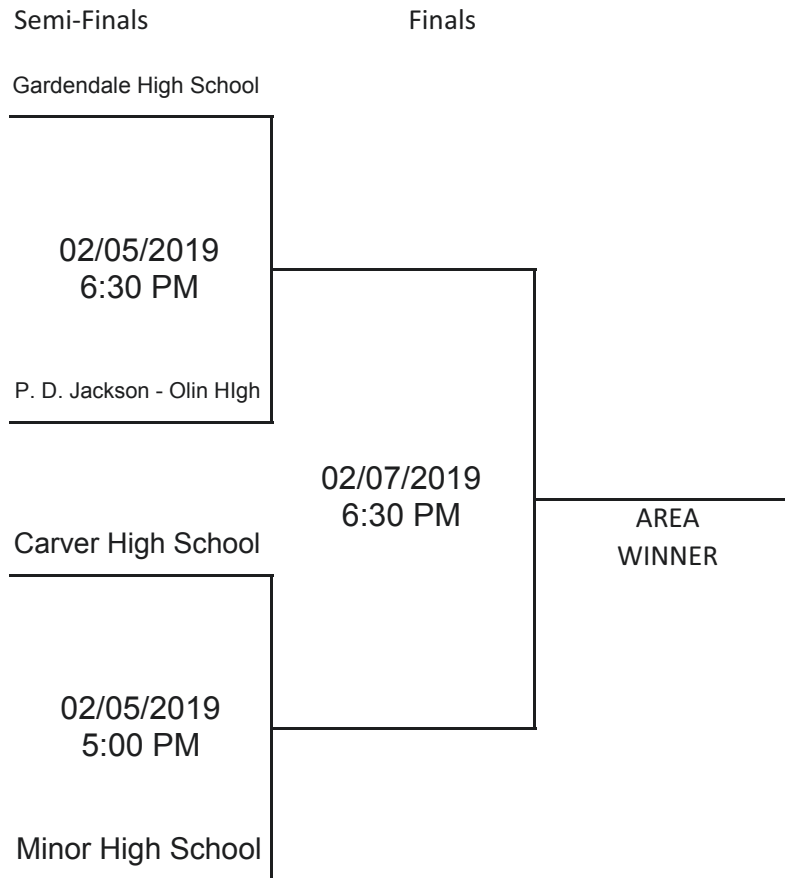 Semi-Finals
Finals
Gardendale High School
02/05/2019
6:30 PM
P. D. Jackson - Olin HIgh
02/07/2019
6:30 PM
AREA
WINNER
Carver High School
02/05/2019
5:00 PM
Minor High School